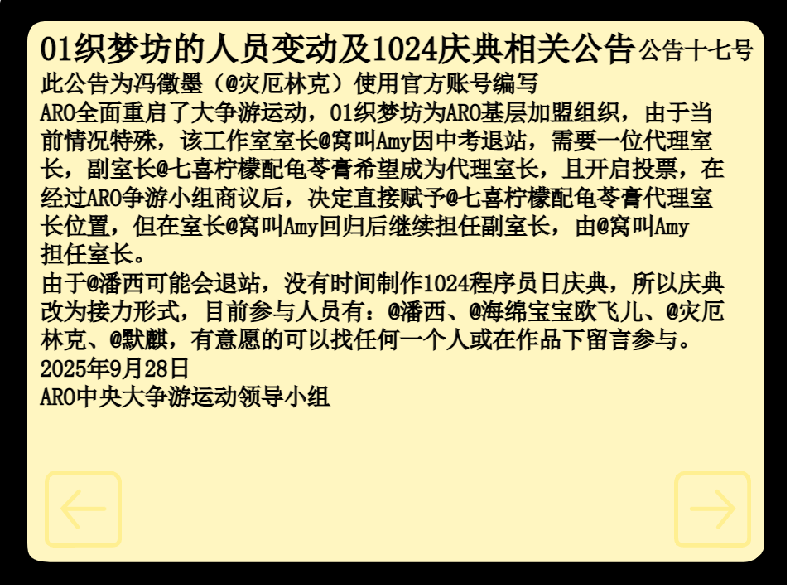 01织梦坊的人员变动及1024庆典相关公告 公告十七号
此公告为冯徵墨（@灾厄林克）使用官方账号编写
ARO全面重启了大争游运动，01织梦坊为ARO基层加盟组织，由于当
前情况特殊，该工作室室长@窝叫Amy因中考退站，需要一位代理室
长，副室长@七喜柠檬配龟苓膏希望成为代理室长，且开启投票，在
经过ARO争游小组商议后，决定直接赋予@七喜柠檬配龟苓膏代理室
长位置，但在室长@窝叫Amy回归后继续担任副室长，由@窝叫Amy
担任室长。
由于@潘西可能会退站，没有时间制作1024程序员日庆典，所以庆典
改为接力形式，目前参与人员有：@潘西、@海绵宝宝欧飞儿、@灾厄
林克、@默麒，有意愿的可以找任何一个人或在作品下留言参与。
2025年9月28日
ARO中央大争游运动领导小组